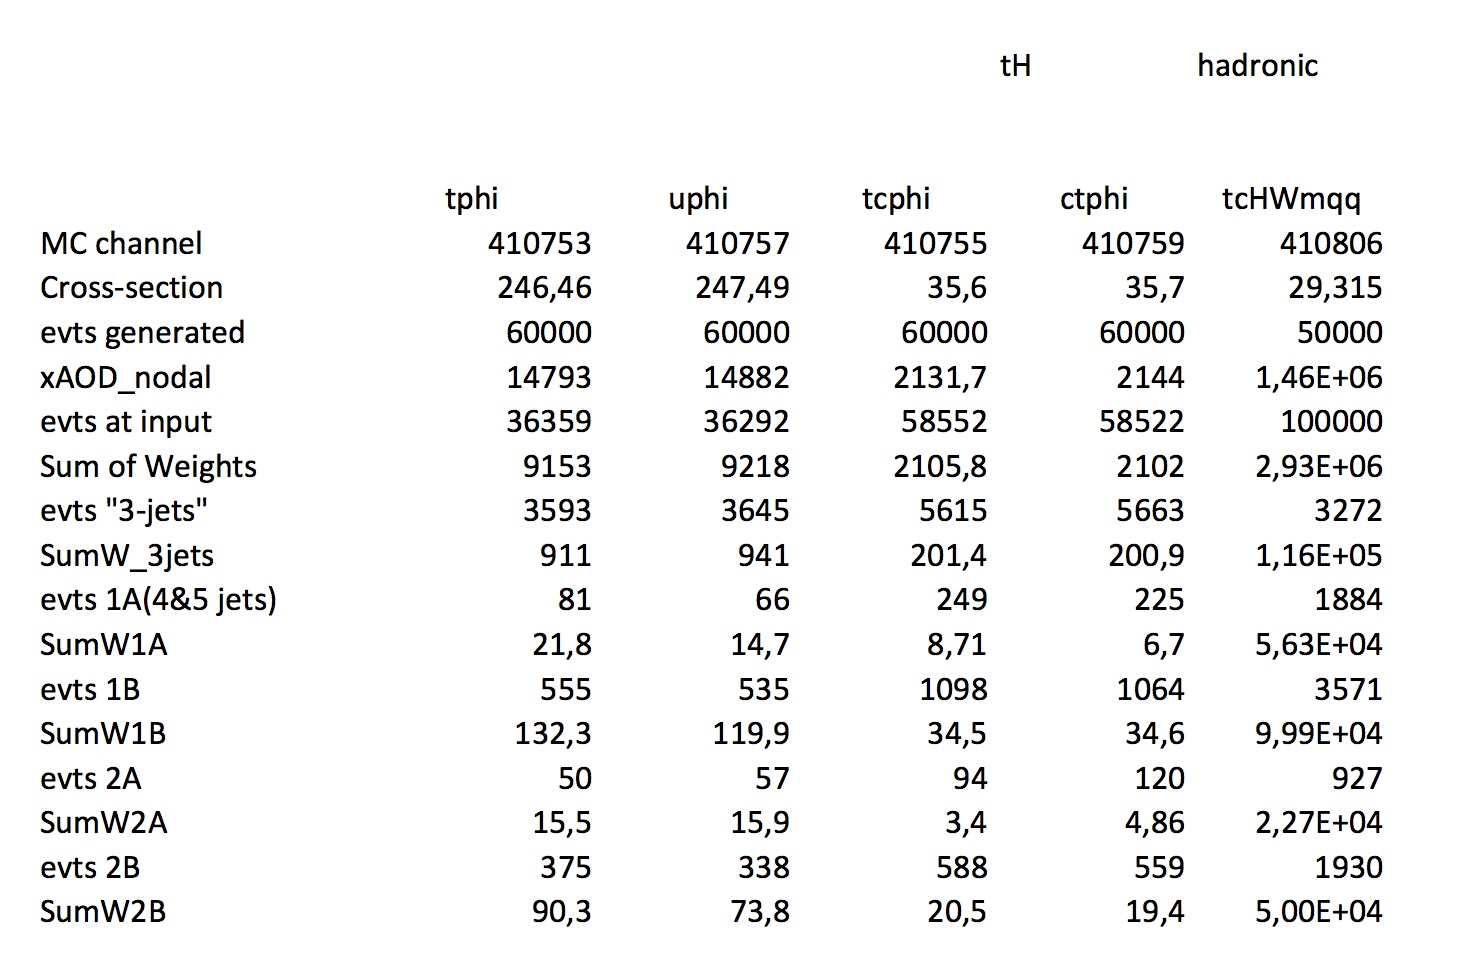 tH hadronic
tphi uphi tcphi ctphi tcHWmqq
MC channel 410753 410757 410755 410759 410806
Cross-section 246,46 247,49 35,6 35,7 29,315
evts generated 60000 60000 60000 60000 50000
xAOD_nodal 14793 14882 2131,7 2144 1,46E+06
evts at input 36359 36292 58552 58522 100000
Sum of Weights 9153 9218 2105,8 2102 2,93E+06
evts "3-jets" 3593 3645 5615 5663 3272
SumW_3jets 911 941 201,4 200,9 1,16E+05
evts 1A(4&5 jets) 81 66 249 225 1884
SumW1A 21,8 14,7 8,71 6,7 5,63E+04
evts 1B 555 535 1098 1064 3571
SumW1B 132,3 119,9 34,5 34,6 9,99E+04
evts 2A 50 57 94 120 927
SumW2A 15,5 15,9 3,4 4,86 2,27E+04
evts 2B 375 338 588 559 1930
SumW2B 90,3 73,8 20,5 19,4 5,00E+04